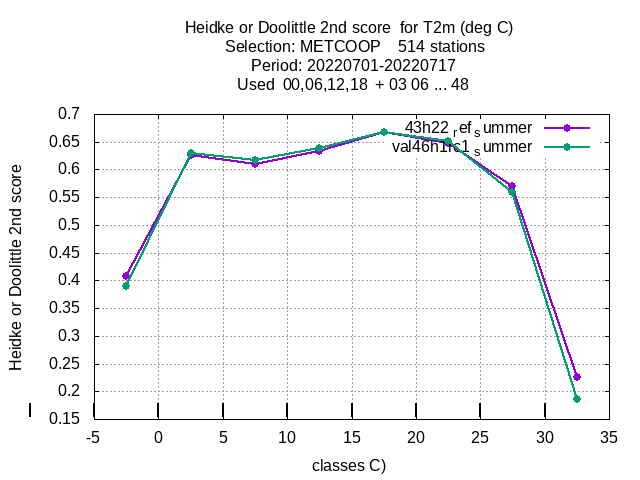 Heidke or Doolittle 2nd score  for T2m (deg C)
Selection: METCOOP    514 stations
Period: 20220701-20220717
Used  00,06,12,18  + 03 06 ... 48
43h22_ref_summer
val46h1rc1_summer
0.7
0.65
0.6
0.55
0.5
0.45
0.4
0.35
0.3
0.25
0.2
0.15
Heidke or Doolittle 2nd score
-5 0 5 10 15 20 25 30 35
classes C)